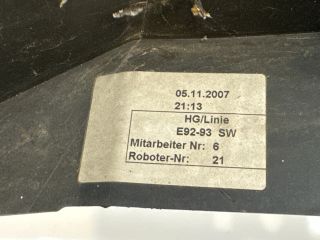 05.11.2007
21:13
HG/Linie
E92-93 SW
Mitarbeiter Nr: 6
Roboter-Nr: 21